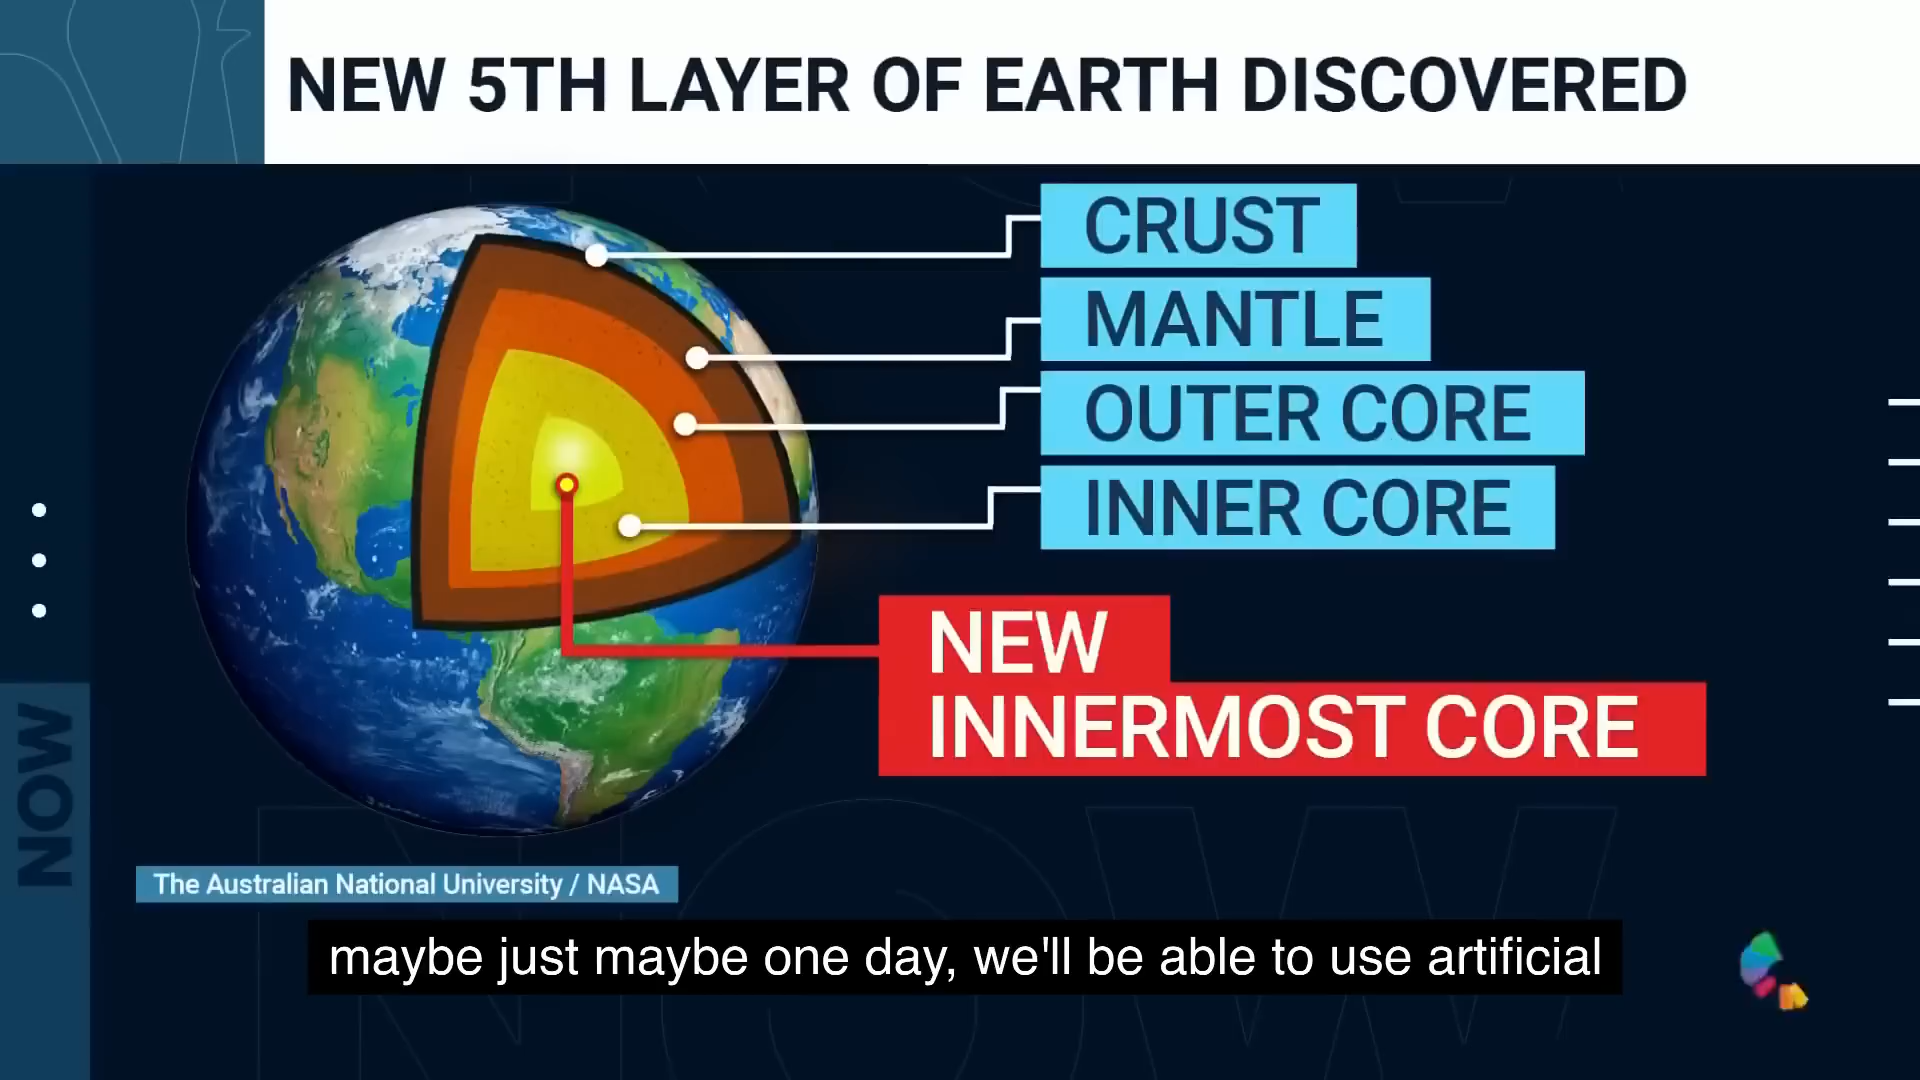 NEW 5TH LAYER OF EARTH DISCOVERED
CRUST
MANTLE
OUTER CORE
INNER CORE
NEW
INNERMOST CORE
NOW
NOW
The Australian National University / NASA
maybe just maybe one day, we'll be able to use artificial